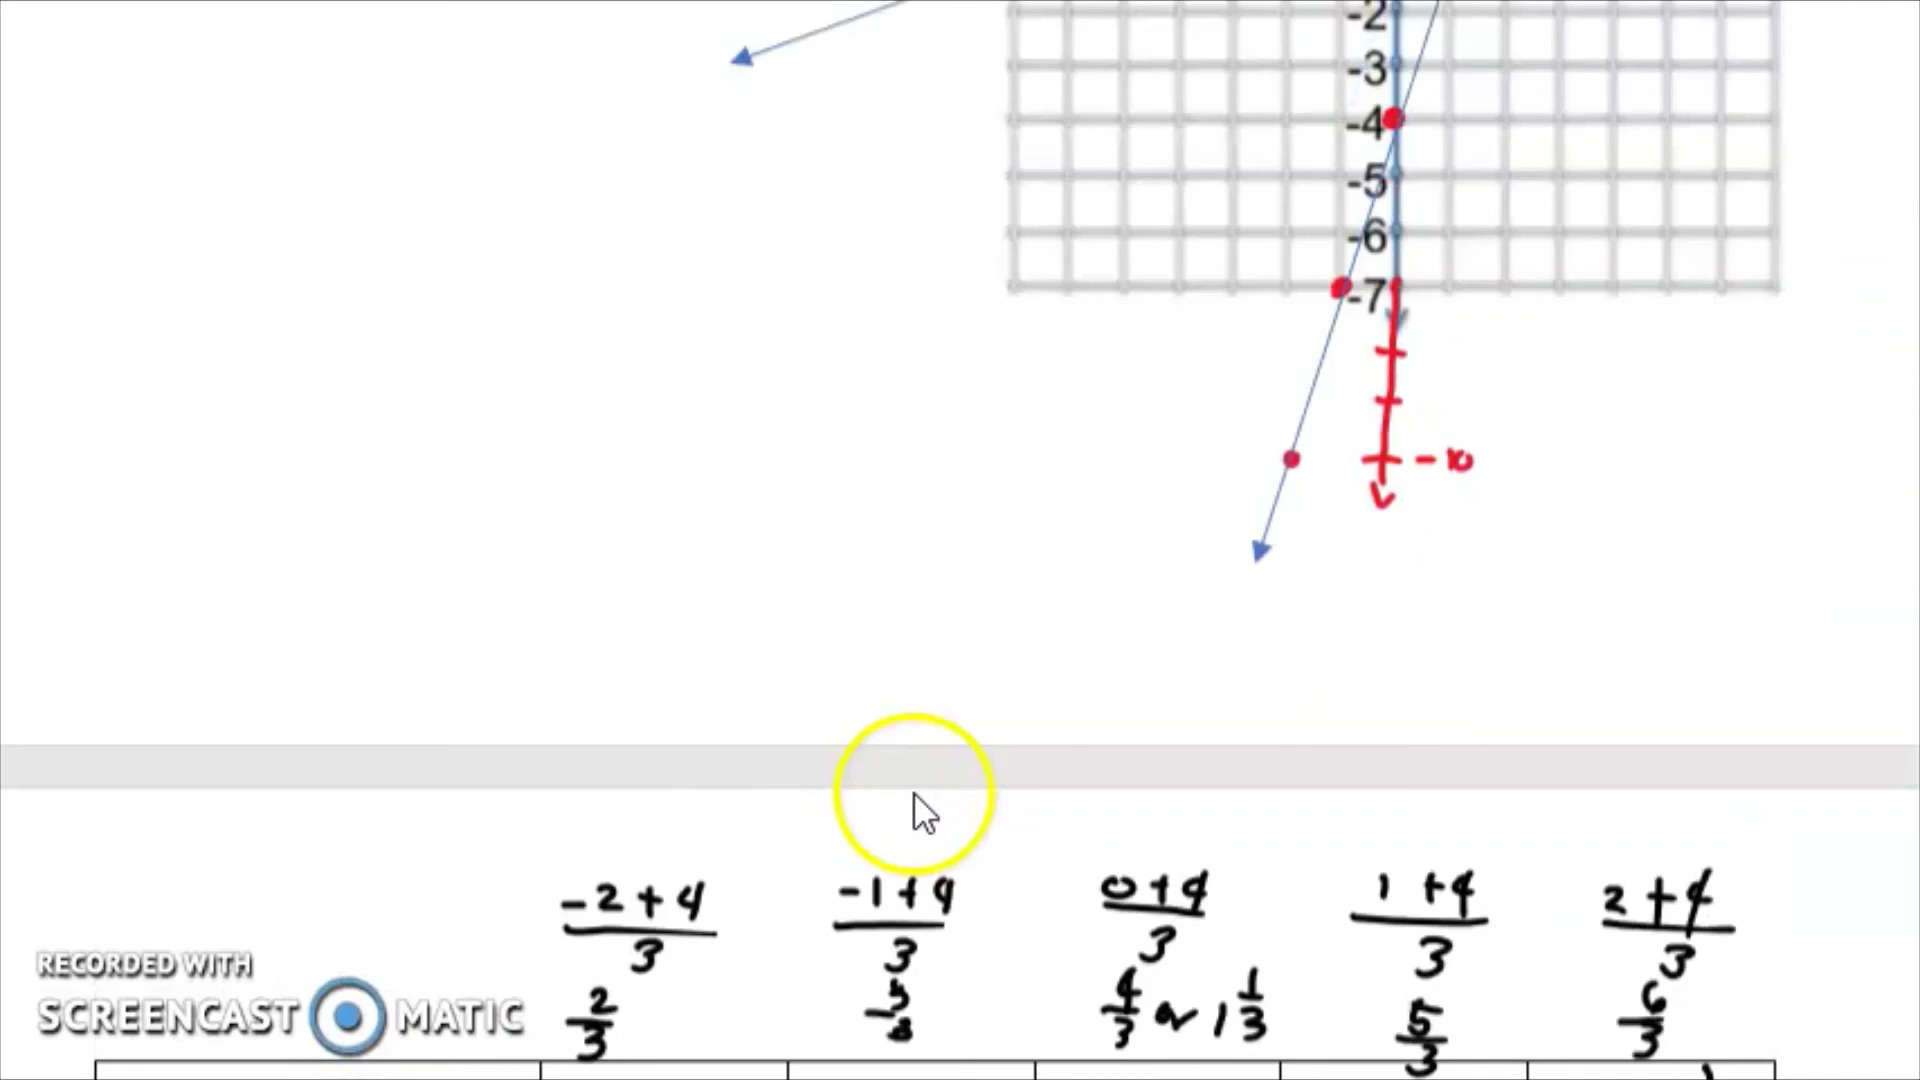 -2
-3
-4
-5
-6
-7
-10
-2+4 -1+4 0+4 1+4 2+4
3 3 3 3 3
2/3 4/3 or 1 1/3 5/3 6/3
RECORDED WITH
SCREENCAST MATIC